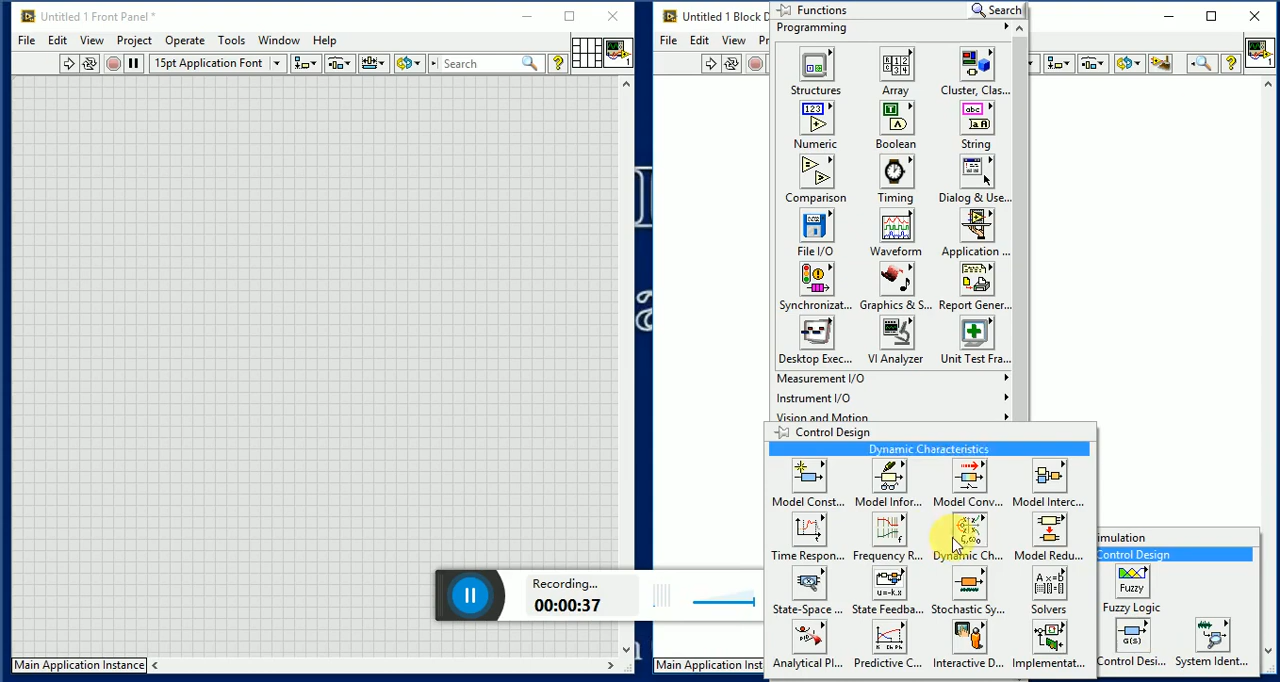 Untitled 1 Front Panel *
File Edit View Project Operate Tools Window Help
15pt Application Font
Search
Main Application Instance
Recording...
00:00:37
Untitled 1 Block D
File Edit View Pr
Main Application Inst
Functions
Search
Programming
Structures Array Cluster, Clas...
Numeric Boolean String
Comparison Timing Dialog & Use...
File I/O Waveform Application ...
Synchronizat... Graphics & S... Report Gener...
Desktop Exec... VI Analyzer Unit Test Fra...
Measurement I/O
Instrument I/O
Vision and Motion
Control Design
Dynamic Characteristics
Model Const... Model Infor... Model Conv... Model Interc...
Time Respon... Frequency R... Dynamic Ch... Model Redu...
State-Space ... State Feedba... Stochastic Sy... Solvers
Analytical PI... Predictive C... Interactive D... Implementat...
imulation
Control Design
Fuzzy
Fuzzy Logic
G(S)
Control Desi... System Ident...